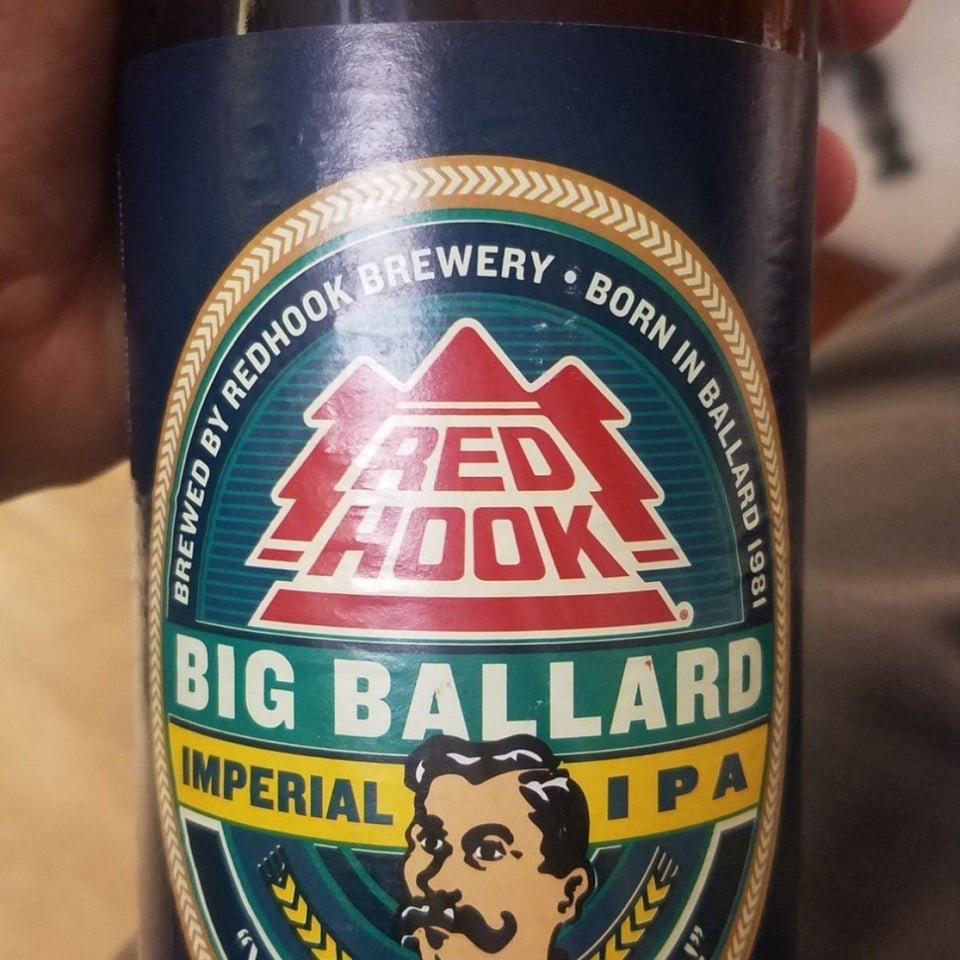 BREWED BY REDHOOK BREWERY • BORN IN BALLARD 1981
RED
HOOK®
BIG BALLARD
IMPERIAL IPA